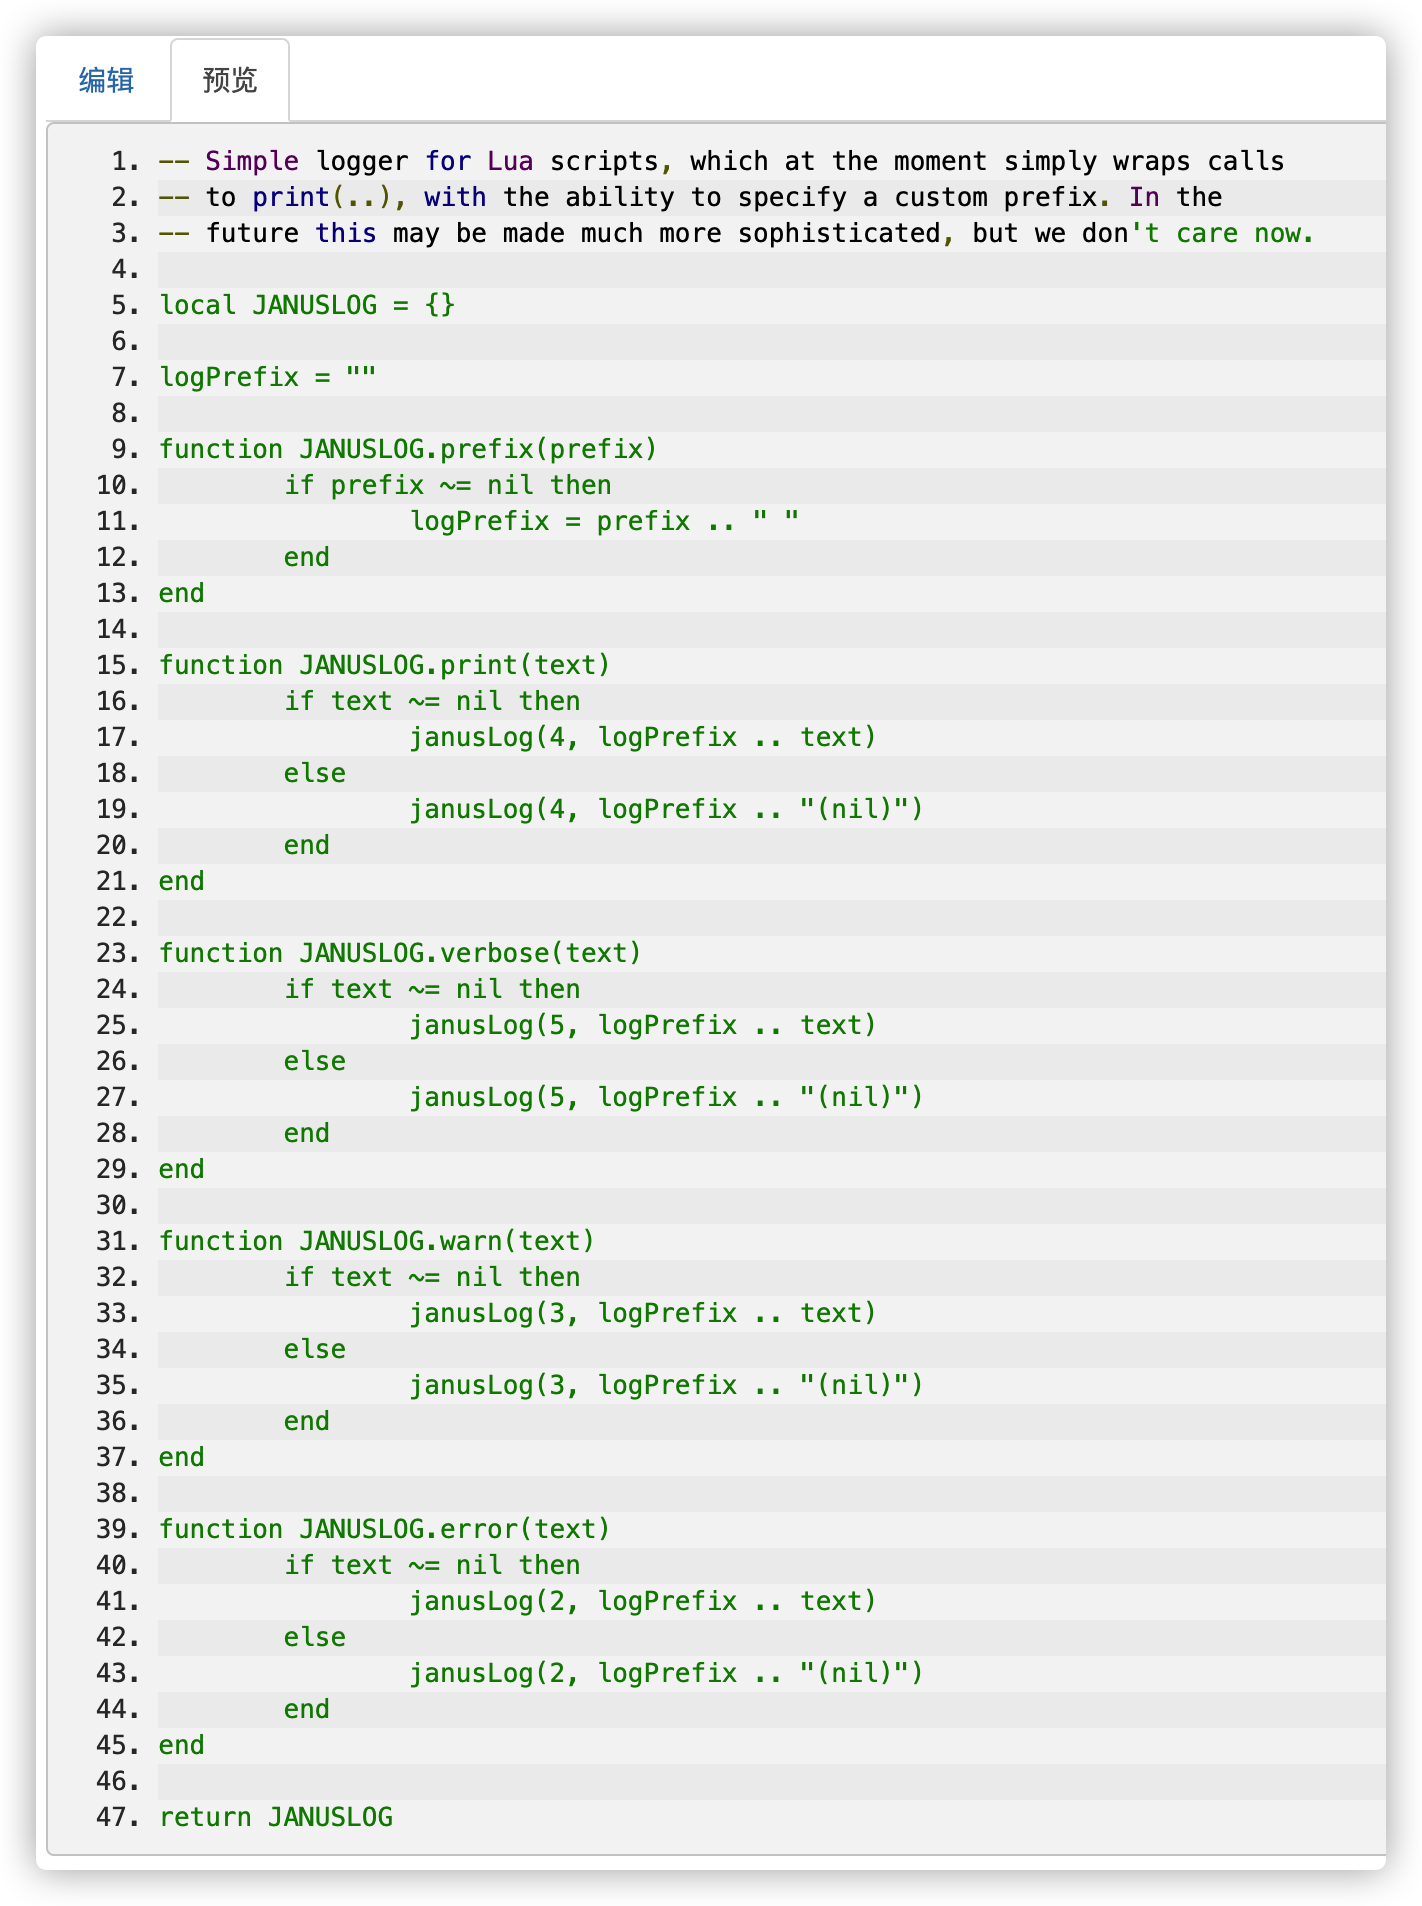 编辑 预览
1. -- Simple logger for Lua scripts, which at the moment simply wraps calls
2. -- to print(..), with the ability to specify a custom prefix. In the
3. -- future this may be made much more sophisticated, but we don't care now.
4.
5. local JANUSLOG = {}
6.
7. logPrefix = ""
8.
9. function JANUSLOG.prefix(prefix)
10.         if prefix ~= nil then
11.                 logPrefix = prefix .. " "
12.         end
13. end
14.
15. function JANUSLOG.print(text)
16.         if text ~= nil then
17.                 janusLog(4, logPrefix .. text)
18.         else
19.                 janusLog(4, logPrefix .. "(nil)")
20.         end
21. end
22.
23. function JANUSLOG.verbose(text)
24.         if text ~= nil then
25.                 janusLog(5, logPrefix .. text)
26.         else
27.                 janusLog(5, logPrefix .. "(nil)")
28.         end
29. end
30.
31. function JANUSLOG.warn(text)
32.         if text ~= nil then
33.                 janusLog(3, logPrefix .. text)
34.         else
35.                 janusLog(3, logPrefix .. "(nil)")
36.         end
37. end
38.
39. function JANUSLOG.error(text)
40.         if text ~= nil then
41.                 janusLog(2, logPrefix .. text)
42.         else
43.                 janusLog(2, logPrefix .. "(nil)")
44.         end
45. end
46.
47. return JANUSLOG